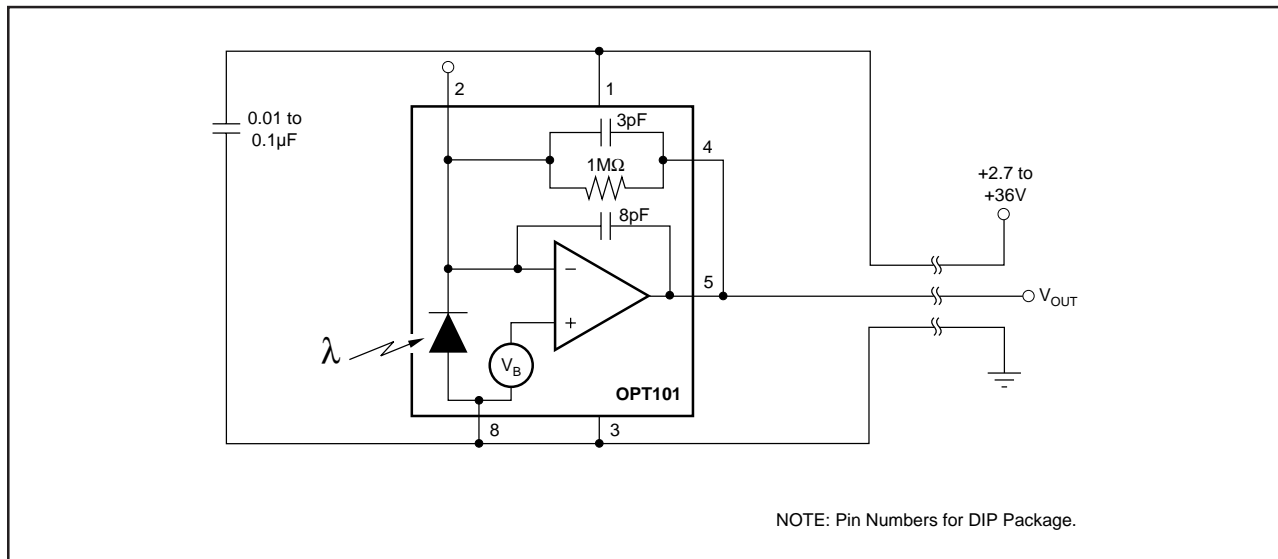 2
1
3pF
0.01 to
0.1µF
1MΩ
4
+2.7 to
+36V
8pF
–
5
V_OUT
+
λ
V_B
OPT101
8
3
NOTE: Pin Numbers for DIP Package.